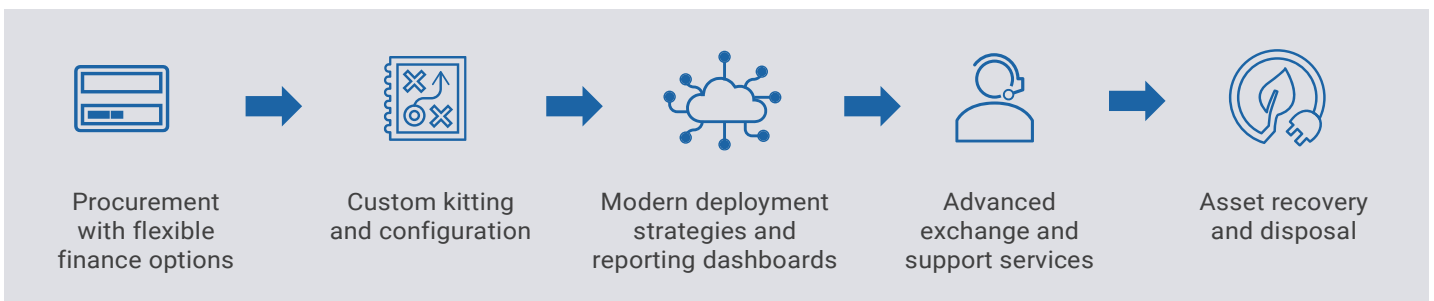 Procurement
with flexible
finance options
Custom kitting
and configuration
Modern deployment
strategies and
reporting dashboards
Advanced
exchange and
support services
Asset recovery
and disposal